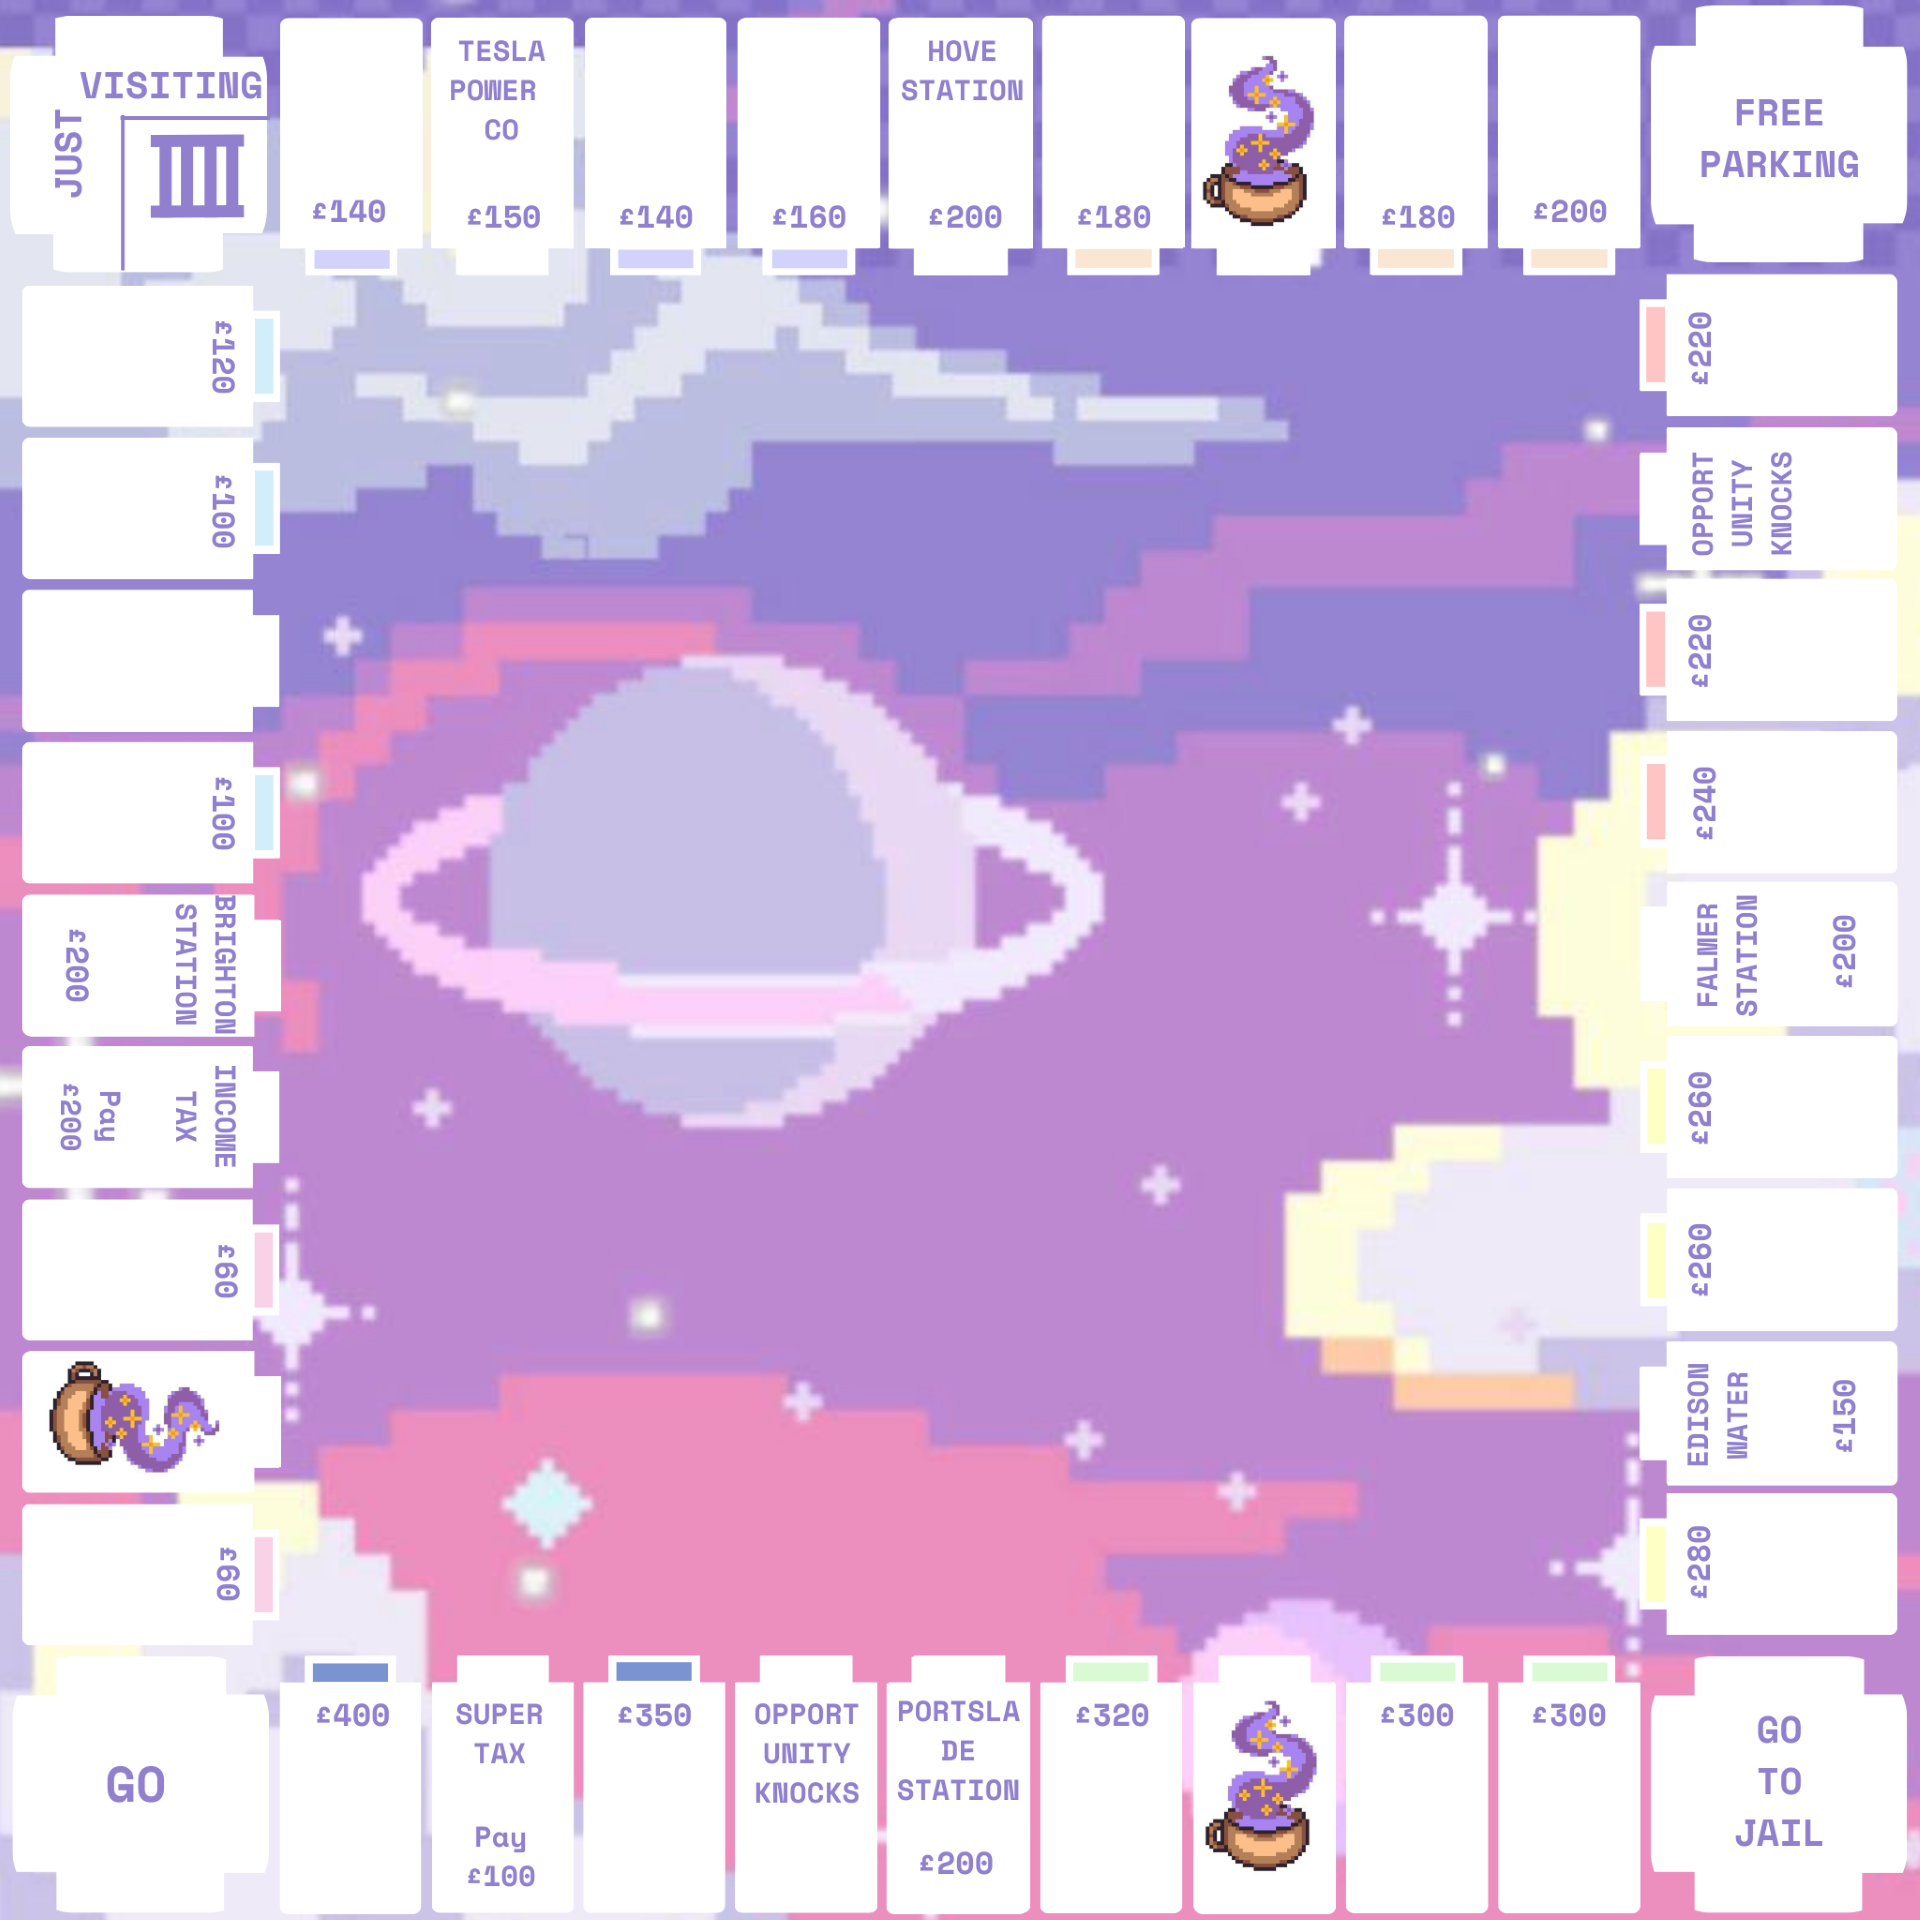 JUST
VISITING
£140
TESLA
POWER
CO
£150
£140
£160
HOVE
STATION
£200
£180
£180
£200
FREE
PARKING
£220
OPPORT
UNITY
KNOCKS
£220
£240
FALMER
STATION
£200
£260
£260
EDISON
WATER
£150
£280
GO
TO
JAIL
£300
£300
£320
PORTSLA
DE
STATION
£200
OPPORT
UNITY
KNOCKS
£350
SUPER
TAX
Pay
£100
£400
GO
£60
£60
INCOME
TAX
Pay
£200
BRIGHTON
STATION
£200
£100
£100
£120